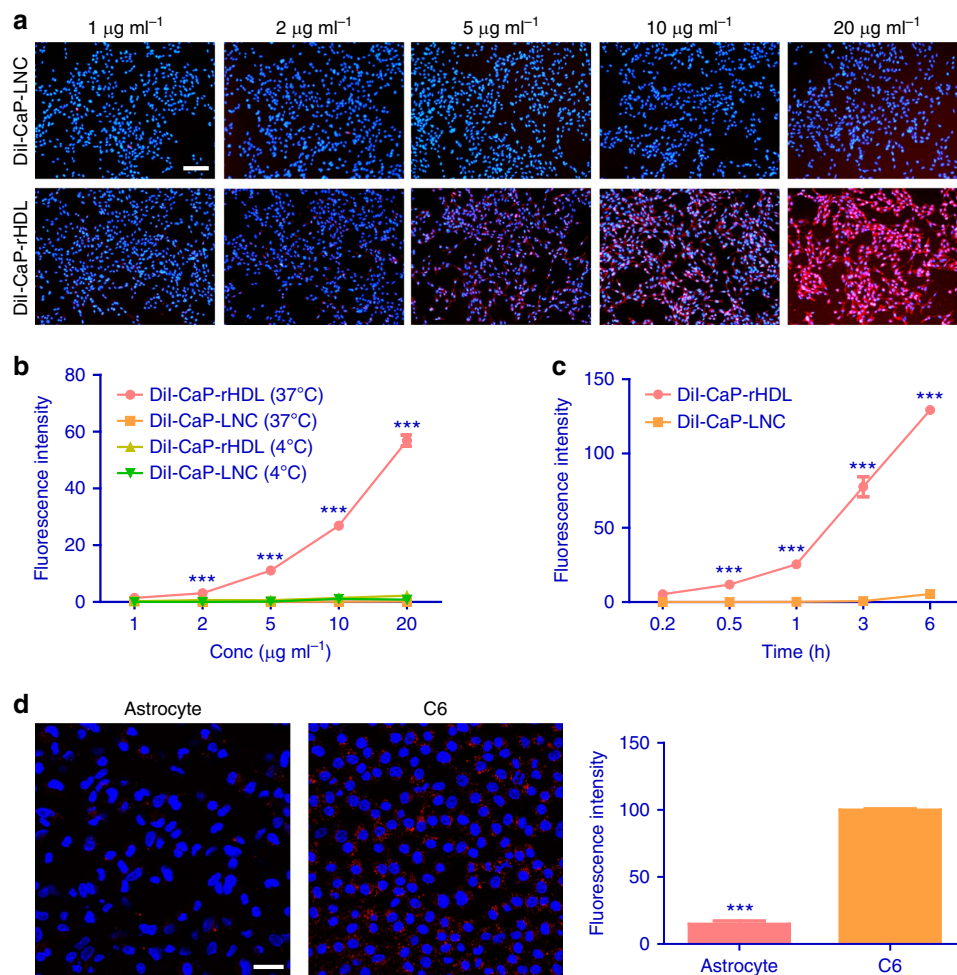 a
1 μg ml⁻¹ 2 μg ml⁻¹ 5 μg ml⁻¹ 10 μg ml⁻¹ 20 μg ml⁻¹
DiI-CaP-LNC
DiI-CaP-rHDL
b
Fluorescence intensity
80
60
40
20
0
DiI-CaP-rHDL (37°C)
DiI-CaP-LNC (37°C)
DiI-CaP-rHDL (4°C)
DiI-CaP-LNC (4°C)
***
***
***
***
1 2 5 10 20
Conc (μg ml⁻¹)
c
Fluorescence intensity
150
100
50
0
DiI-CaP-rHDL
DiI-CaP-LNC
***
***
***
***
0.2 0.5 1 3 6
Time (h)
d
Astrocyte C6
Fluorescence intensity
150
100
50
0
***
Astrocyte C6